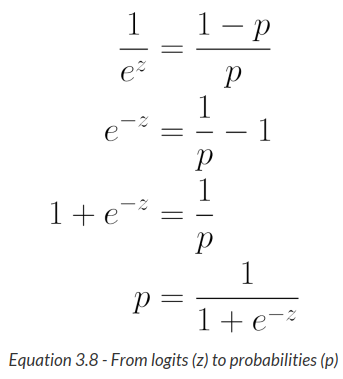 1/e^z = (1 − p)/p
e^−z = 1/p − 1
1 + e^−z = 1/p
p = 1/(1 + e^−z)
Equation 3.8 - From logits (z) to probabilities (p)